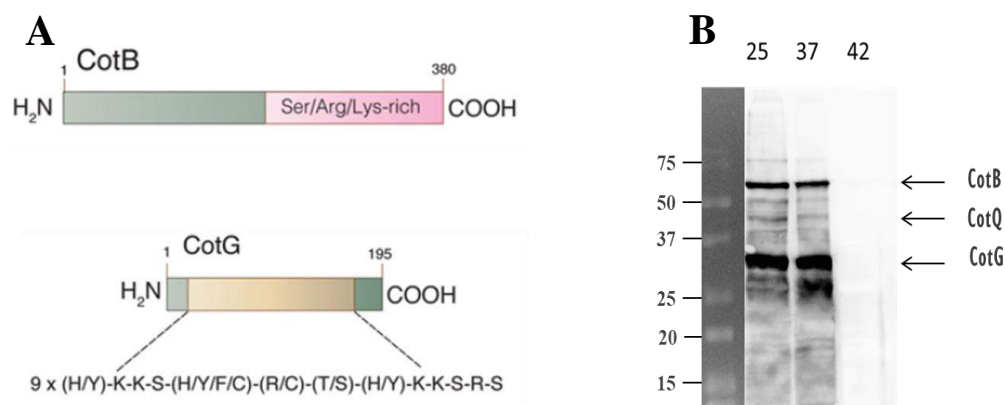 A
CotB
1 380
H₂N Ser/Arg/Lys-rich COOH
CotG
1 195
H₂N COOH
9 x (H/Y)-K-K-S-(H/Y/F/C)-(R/C)-(T/S)-(H/Y)-K-K-S-R-S
B
25 37 42
75
CotB
50
CotQ
37
CotG
25
20
15